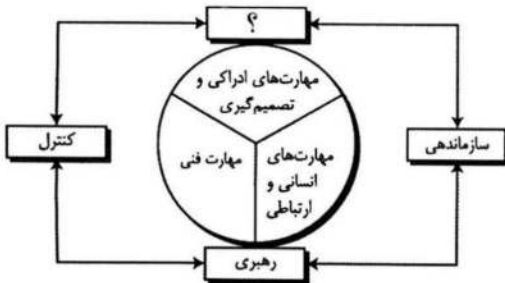 ؟
مهارت‌های ادراکی و
تصمیم‌گیری
سازماندهی
مهارت‌های
انسانی و
ارتباطی
مهارت فنی
کنترل
رهبری